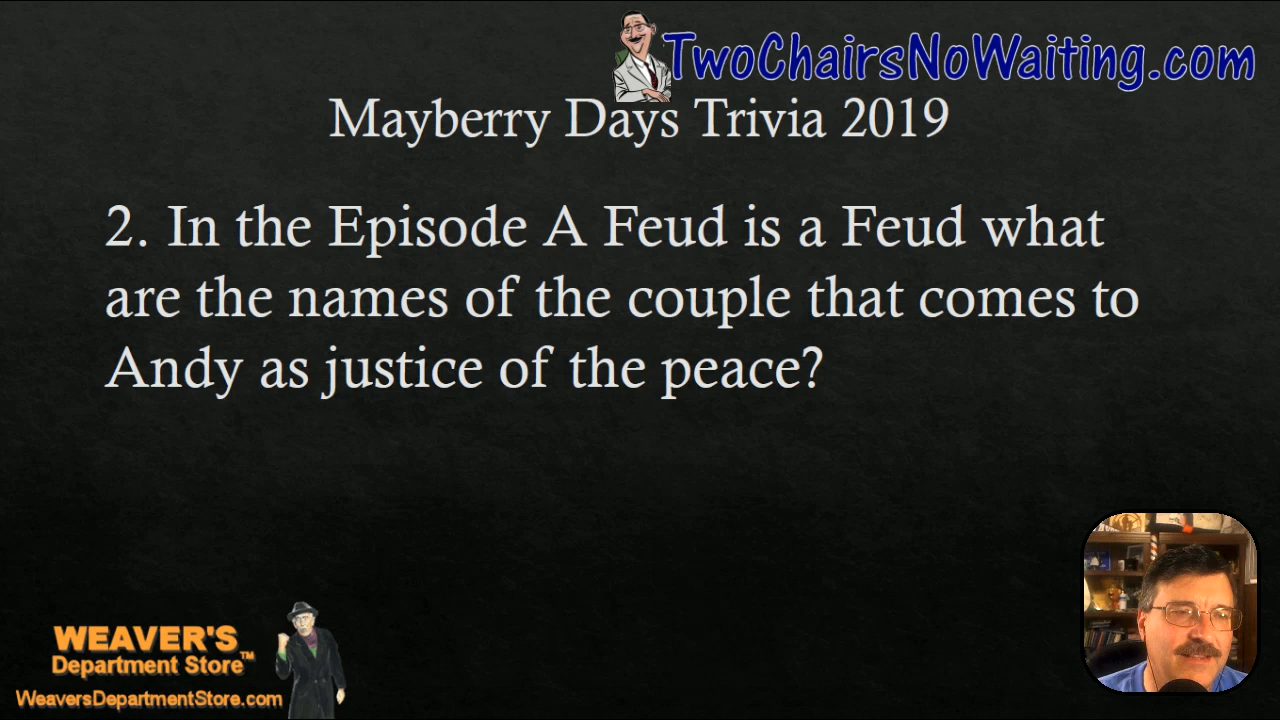 TwoChairsNoWaiting.com
Mayberry Days Trivia 2019
2. In the Episode A Feud is a Feud what
are the names of the couple that comes to
Andy as justice of the peace?
WEAVER'S
Department Store™
WeaversDepartmentStore.com